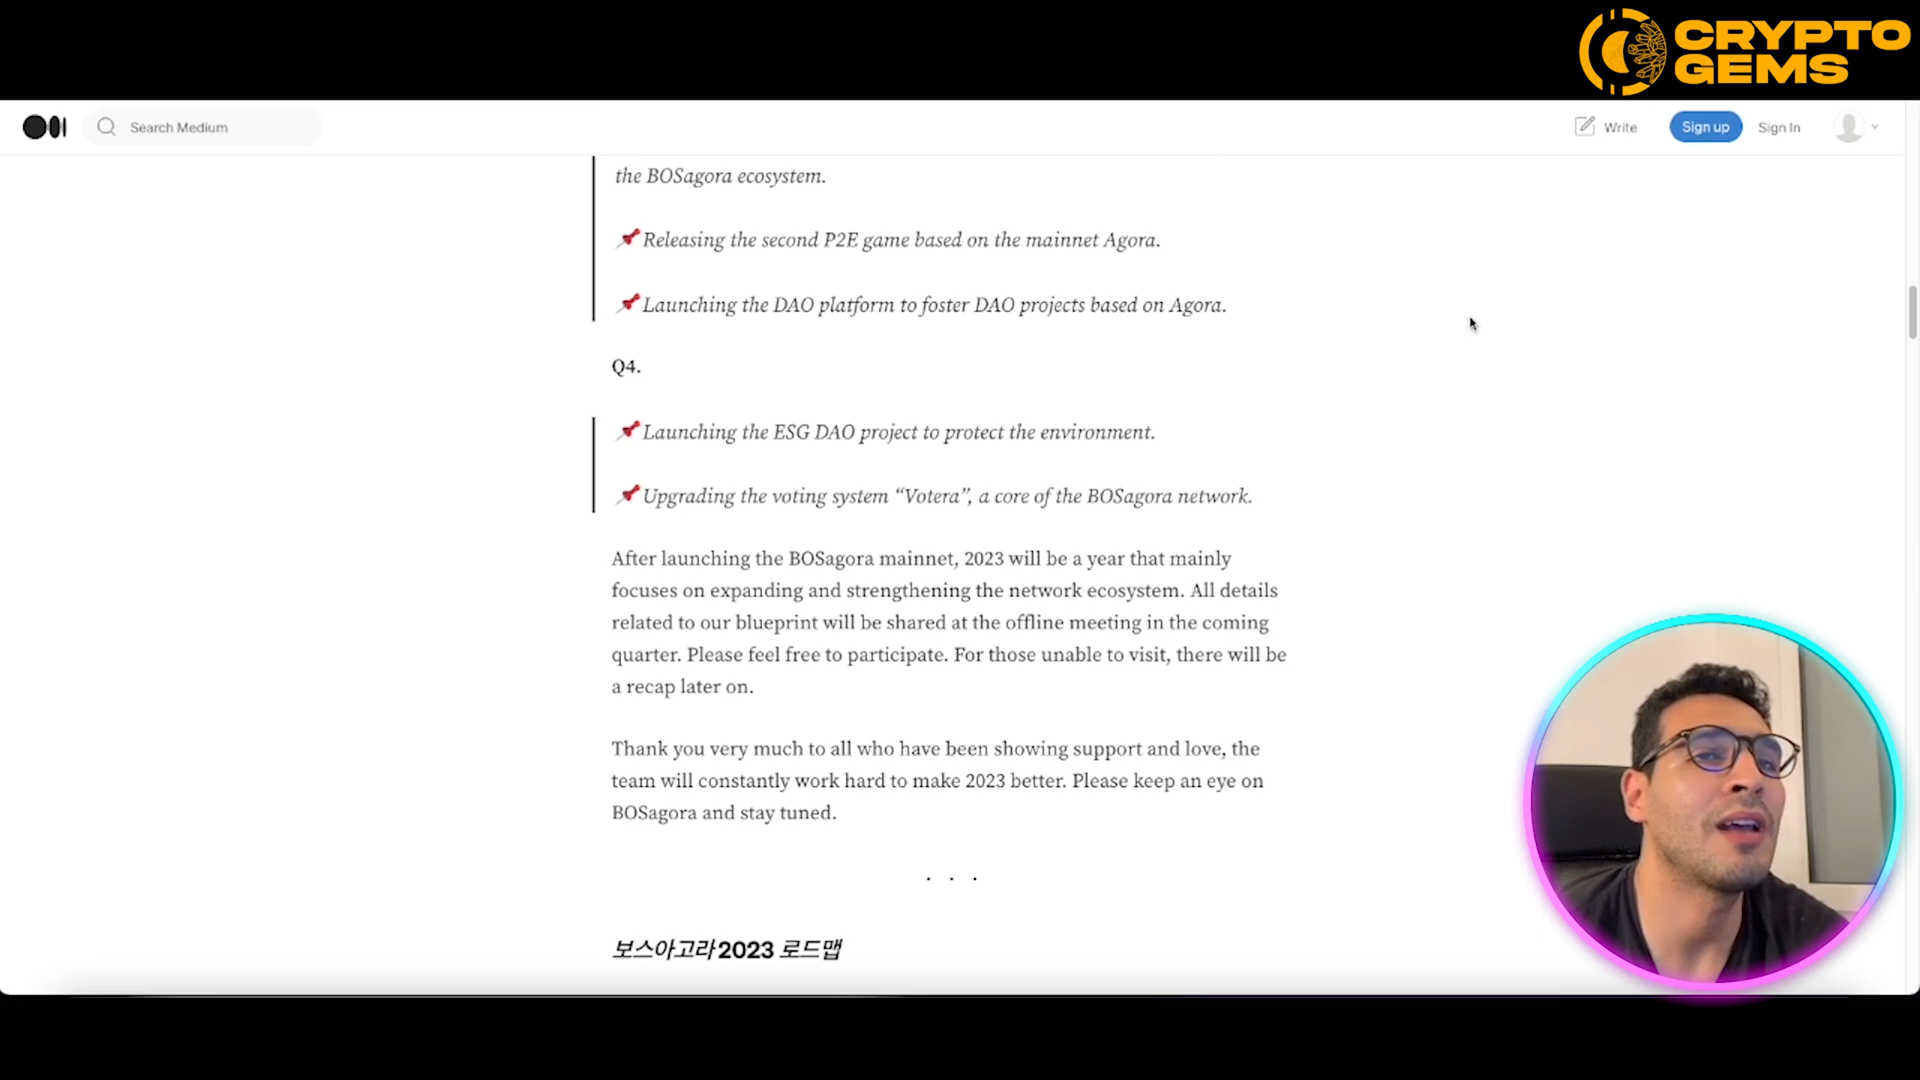 CRYPTO
GEMS
Search Medium
Write
Sign up
Sign In
the BOSagora ecosystem.
Releasing the second P2E game based on the mainnet Agora.
Launching the DAO platform to foster DAO projects based on Agora.
Q4.
Launching the ESG DAO project to protect the environment.
Upgrading the voting system “Votera”, a core of the BOSagora network.
After launching the BOSagora mainnet, 2023 will be a year that mainly
focuses on expanding and strengthening the network ecosystem. All details
related to our blueprint will be shared at the offline meeting in the coming
quarter. Please feel free to participate. For those unable to visit, there will be
a recap later on.
Thank you very much to all who have been showing support and love, the
team will constantly work hard to make 2023 better. Please keep an eye on
BOSagora and stay tuned.
. . .
보스아고라 2023 로드맵